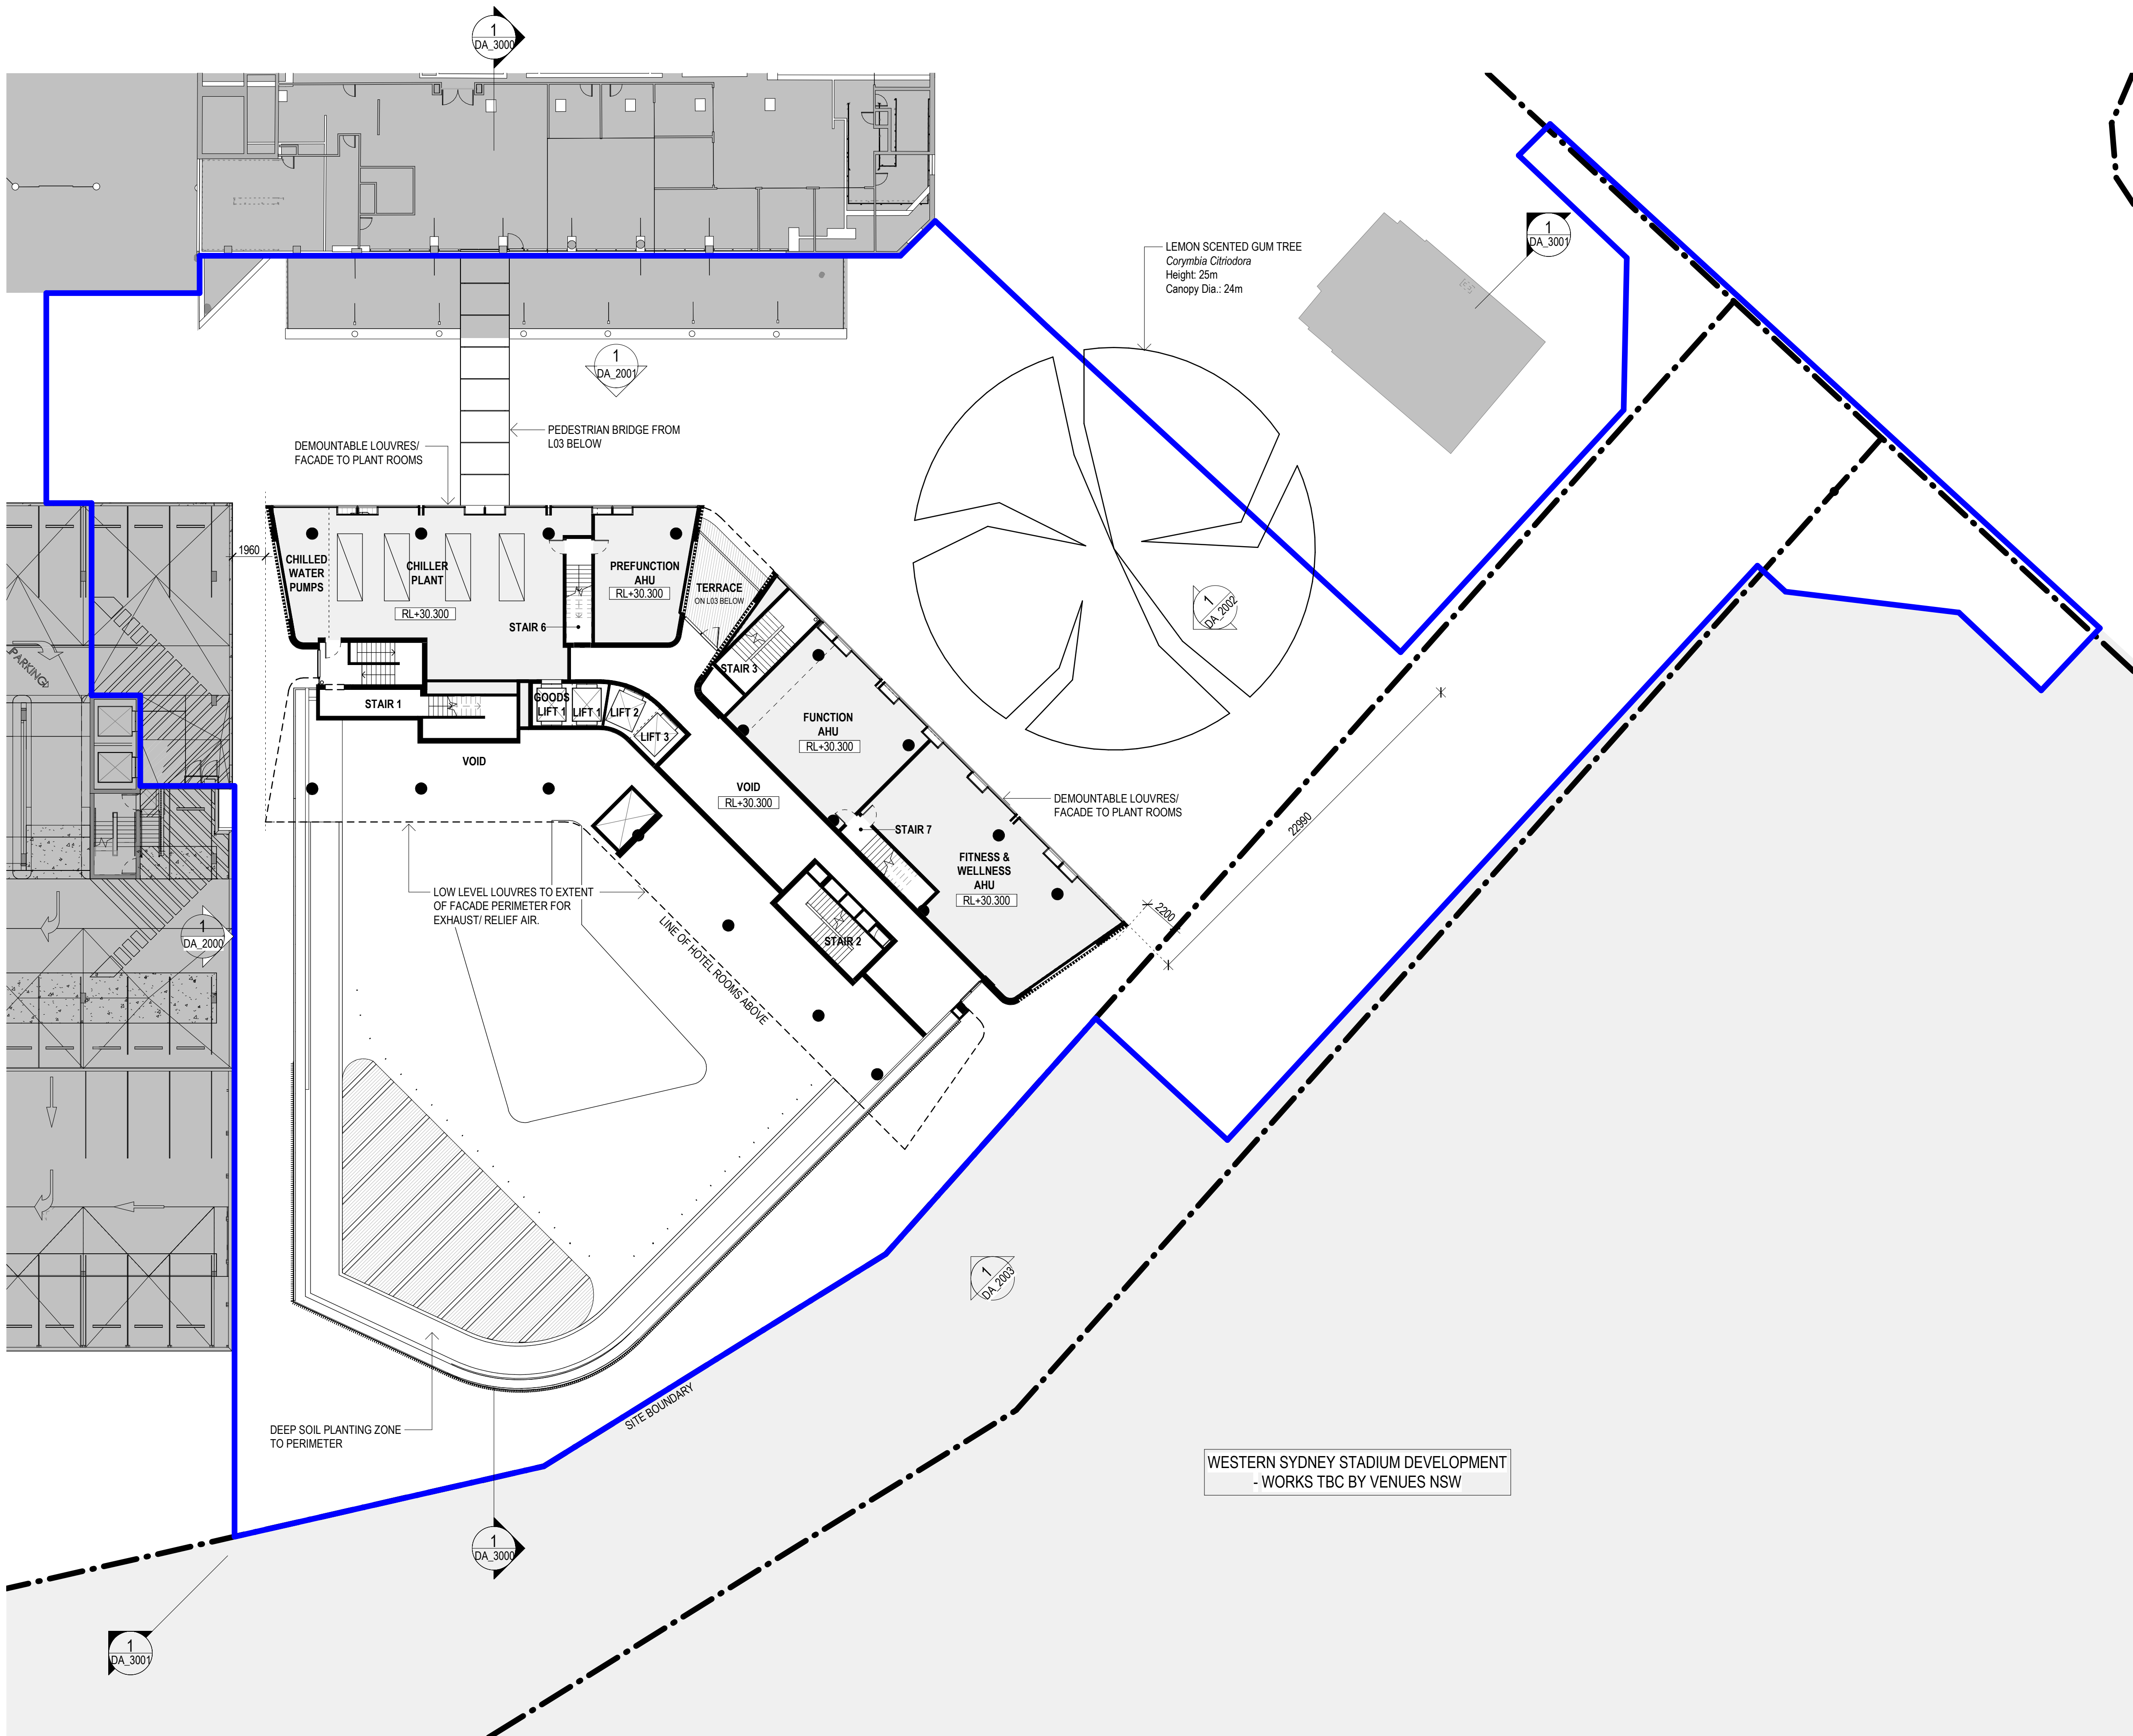 1
DA_3000
LEMON SCENTED GUM TREE
Corymbia Citriodora
Height: 25m
Canopy Dia.: 24m
1
DA_3001
1
DA_2001
PEDESTRIAN BRIDGE FROM
L03 BELOW
DEMOUNTABLE LOUVRES/
FACADE TO PLANT ROOMS
1960
CHILLED
WATER
PUMPS
CHILLER
PLANT
RL+30.300
PREFUNCTION
AHU
RL+30.300
TERRACE
ON L03 BELOW
STAIR 6
1
DA_2002
PARKING
STAIR 3
STAIR 1
GOODS
LIFT 1
LIFT 1
LIFT 2
LIFT 3
FUNCTION
AHU
RL+30.300
VOID
VOID
RL+30.300
DEMOUNTABLE LOUVRES/
FACADE TO PLANT ROOMS
22990
STAIR 7
FITNESS &
WELLNESS
AHU
RL+30.300
LOW LEVEL LOUVRES TO EXTENT
OF FACADE PERIMETER FOR
EXHAUST/ RELIEF AIR.
2200
1
DA_2000
STAIR 2
LINE OF HOTEL ROOMS ABOVE
1
DA_2003
SITE BOUNDARY
DEEP SOIL PLANTING ZONE
TO PERIMETER
WESTERN SYDNEY STADIUM DEVELOPMENT
- WORKS TBC BY VENUES NSW
1
DA_3000
1
DA_3001